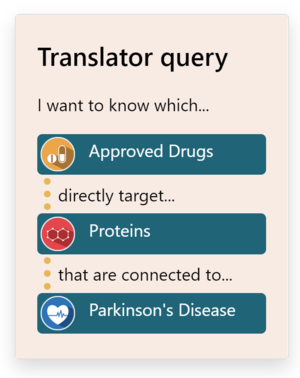 Translator query
I want to know which...
Approved Drugs
directly target...
Proteins
that are connected to...
Parkinson's Disease